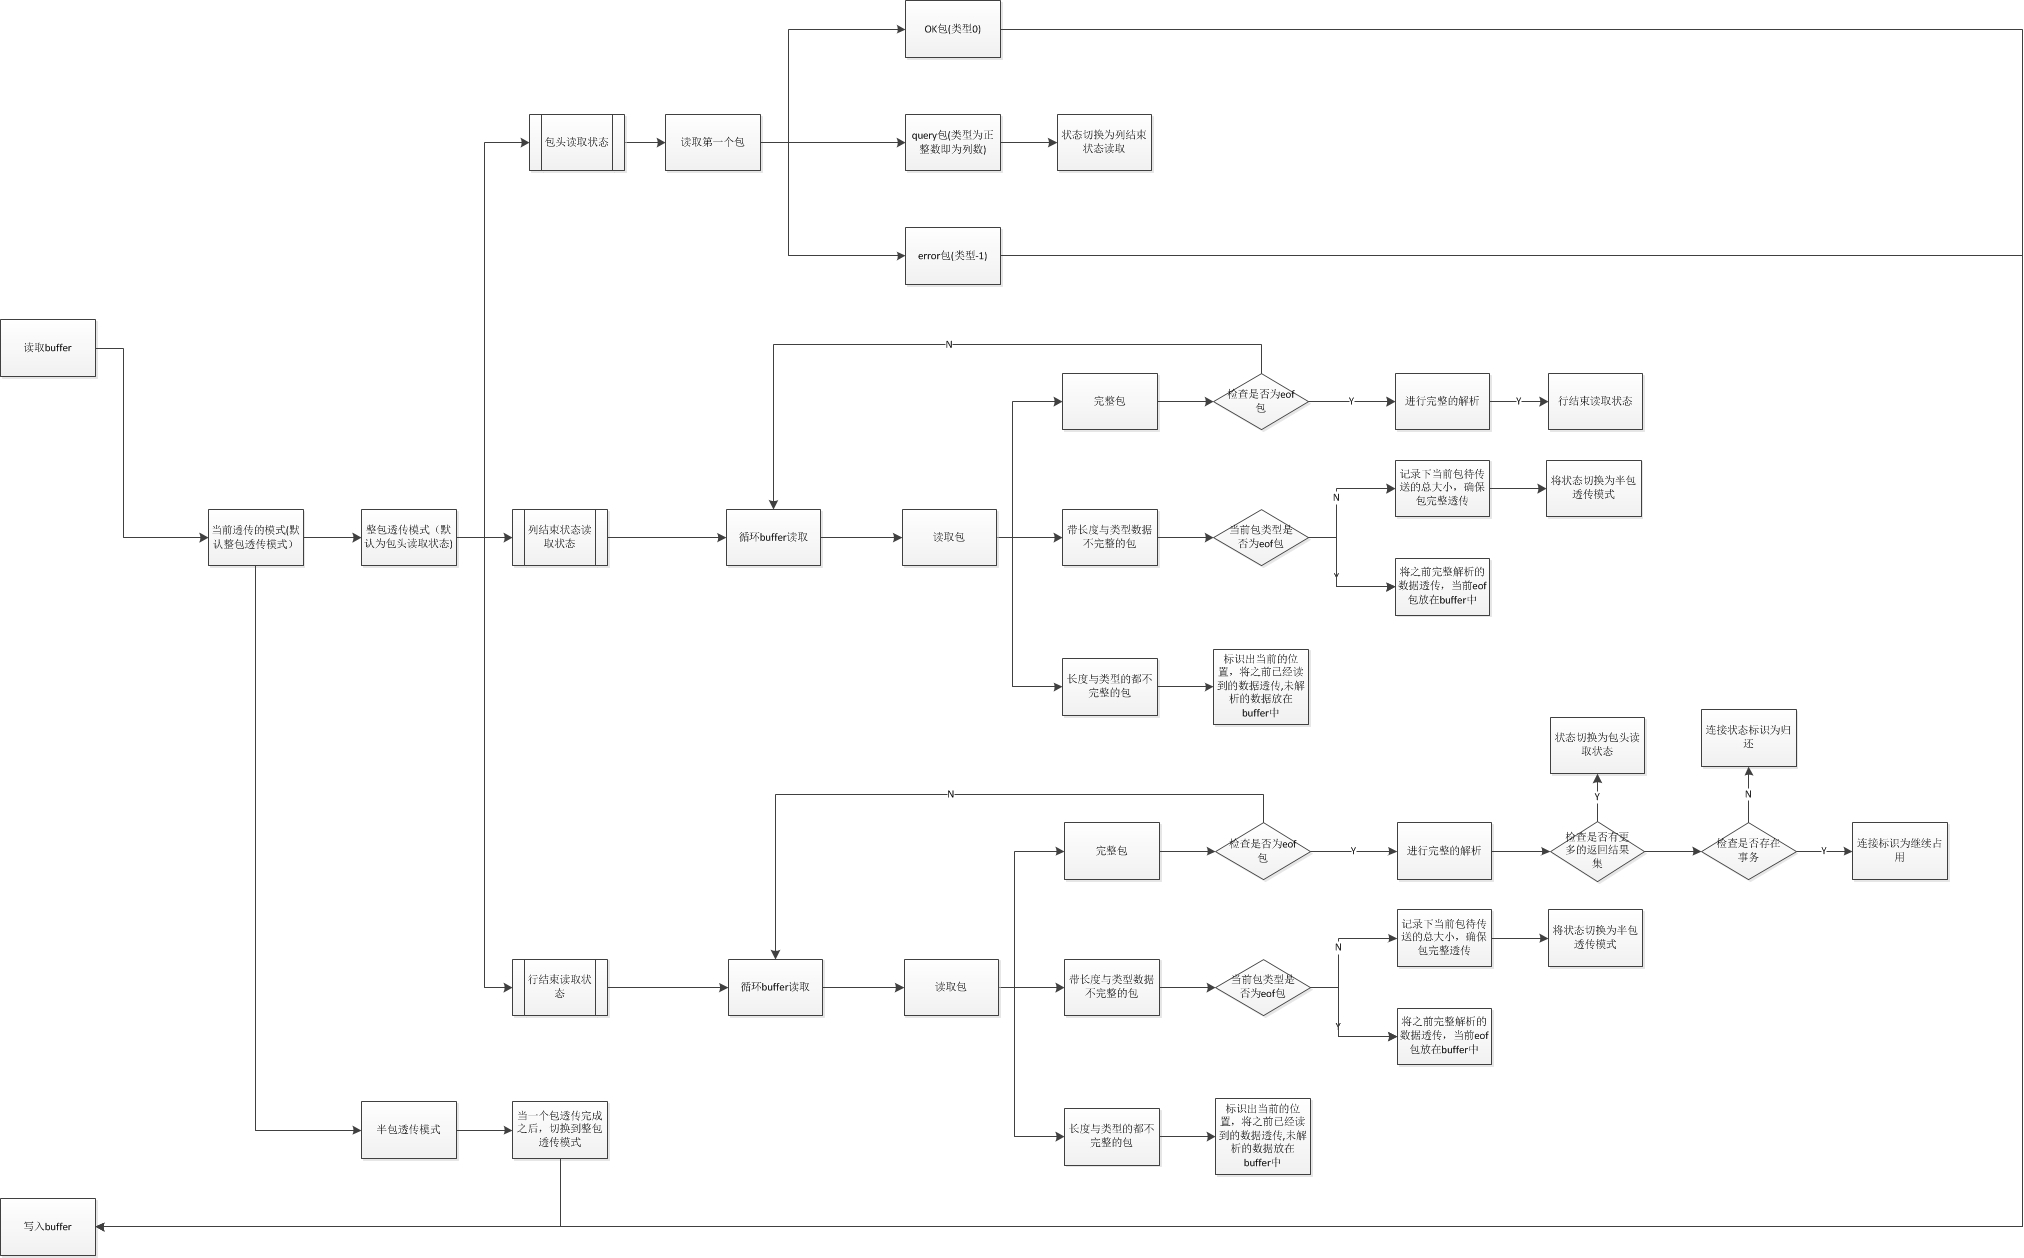 OK包(类型0)
包头读取状态
读取第一个包
query包(类型为正
整数即为列数)
状态切换为列结束
状态读取
error包(类型-1)
读取buffer
N
完整包
检查是否为eof
包
Y
进行完整的解析
Y
行结束读取状态
当前透传的模式(默
认整包透传模式）
整包透传模式（默
认为包头读取状态)
列结束状态读
取状态
循环buffer读取
读取包
带长度与类型数据
不完整的包
当前包类型是
否为eof包
N
记录下当前包待传
送的总大小，确保
包完整透传
将状态切换为半包
透传模式
Y
将之前完整解析的
数据透传，当前eof
包放在buffer中
长度与类型的都不
完整的包
标识出当前的位
置，将之前已经读
到的数据透传,未解
析的数据放在
buffer中
状态切换为包头读
取状态
连接状态标识为归
还
Y
N
N
完整包
检查是否为eof
包
Y
进行完整的解析
检查是否有更
多的返回结果
集
检查是否存在
事务
Y
连接标识为继续占
用
行结束读取状
态
循环buffer读取
读取包
带长度与类型数据
不完整的包
当前包类型是
否为eof包
N
记录下当前包待传
送的总大小，确保
包完整透传
将状态切换为半包
透传模式
Y
将之前完整解析的
数据透传，当前eof
包放在buffer中
半包透传模式
当一个包透传完成
之后，切换到整包
透传模式
长度与类型的都不
完整的包
标识出当前的位
置，将之前已经读
到的数据透传,未解
析的数据放在
buffer中
写入buffer